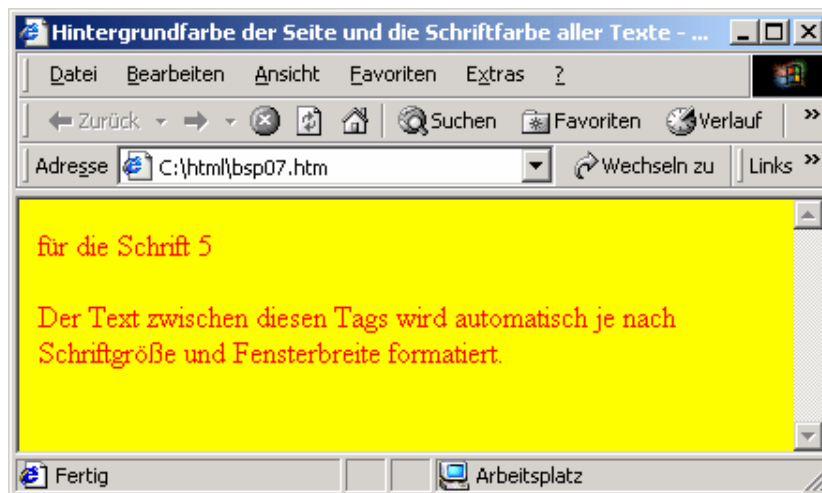 Hintergrundfarbe der Seite und die Schriftfarbe aller Texte - ...
Datei Bearbeiten Ansicht Favoriten Extras ?
Zurück Suchen Favoriten Verlauf »
Adresse C:\html\bsp07.htm Wechseln zu Links »
für die Schrift 5
Der Text zwischen diesen Tags wird automatisch je nach
Schriftgröße und Fensterbreite formatiert.
Fertig Arbeitsplatz